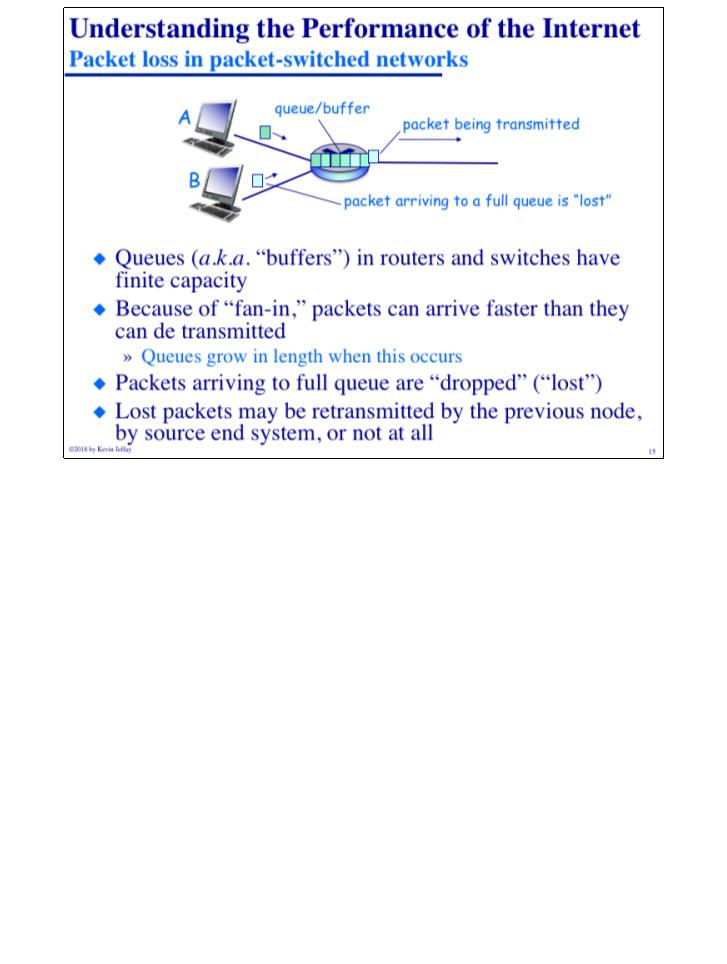 Understanding the Performance of the Internet
Packet loss in packet-switched networks
A
queue/buffer
packet being transmitted
B
packet arriving to a full queue is “lost”
◆ Queues (a.k.a. “buffers”) in routers and switches have
finite capacity
◆ Because of “fan-in,” packets can arrive faster than they
can de transmitted
» Queues grow in length when this occurs
◆ Packets arriving to full queue are “dropped” (“lost”)
◆ Lost packets may be retransmitted by the previous node,
by source end system, or not at all
©2018 by Kevin Jeffay
15